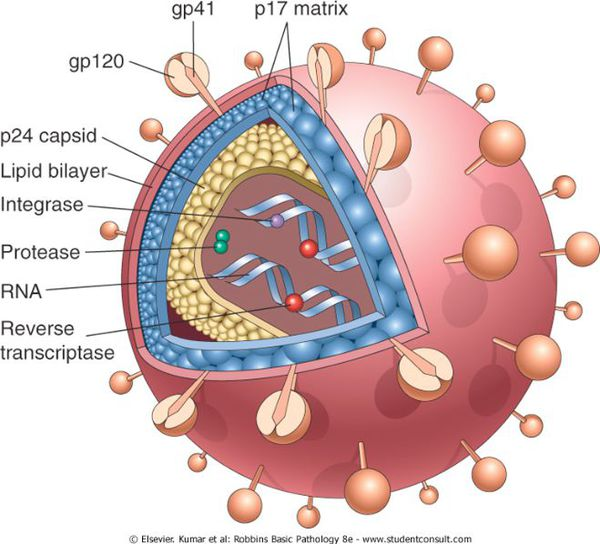 gp41
p17 matrix
gp120
p24 capsid
Lipid bilayer
Integrase
Protease
RNA
Reverse
transcriptase
© Elsevier. Kumar et al: Robbins Basic Pathology 8e - www.studentconsult.com